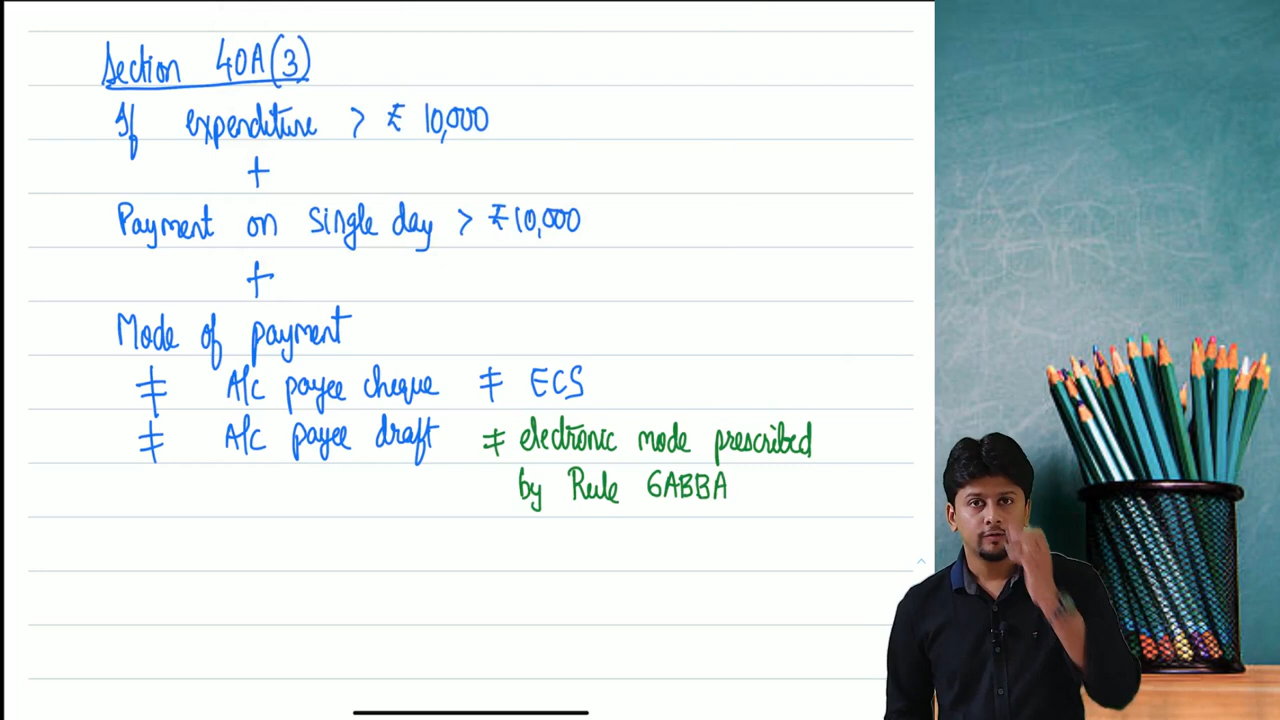 Section 40A(3)
If expenditure > ₹ 10,000
+
Payment on single day > ₹10,000
+
Mode of payment
≠ A/c payee cheque ≠ ECS
≠ A/c payee draft ≠ electronic mode prescribed
by Rule 6ABBA